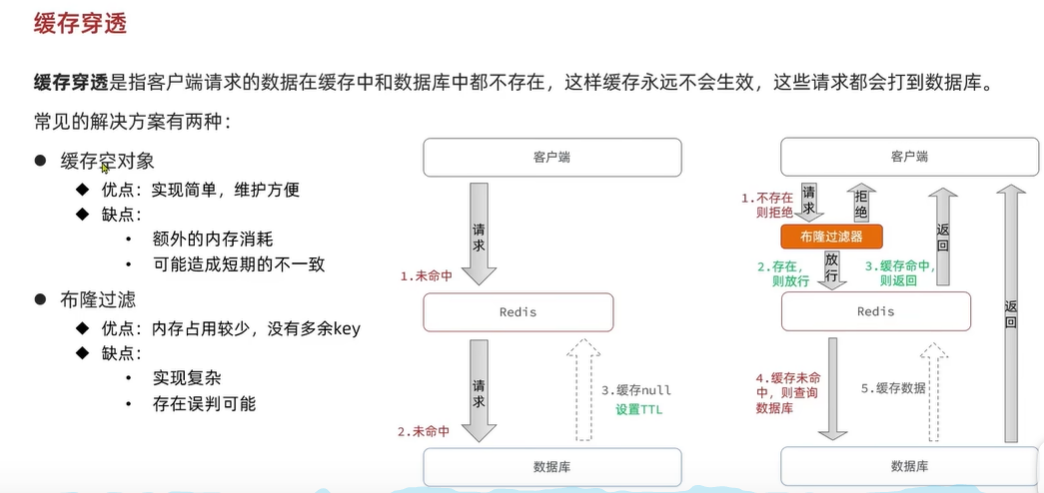 缓存穿透
缓存穿透是指客户端请求的数据在缓存中和数据库中都不存在，这样缓存永远不会生效，这些请求都会打到数据库。
常见的解决方案有两种：
● 缓存空对象
◆ 优点：实现简单，维护方便
◆ 缺点：
• 额外的内存消耗
• 可能造成短期的不一致
● 布隆过滤
◆ 优点：内存占用较少，没有多余key
◆ 缺点：
• 实现复杂
• 存在误判可能
客户端
请求
1.未命中
Redis
请求
2.未命中
3.缓存null
设置TTL
数据库
客户端
1.不存在
则拒绝
请求
拒绝
布隆过滤器
2.存在，
则放行
放行
3.缓存命中，
则返回
返回
Redis
返回
4.缓存未命
中，则查询
数据库
5.缓存数据
数据库